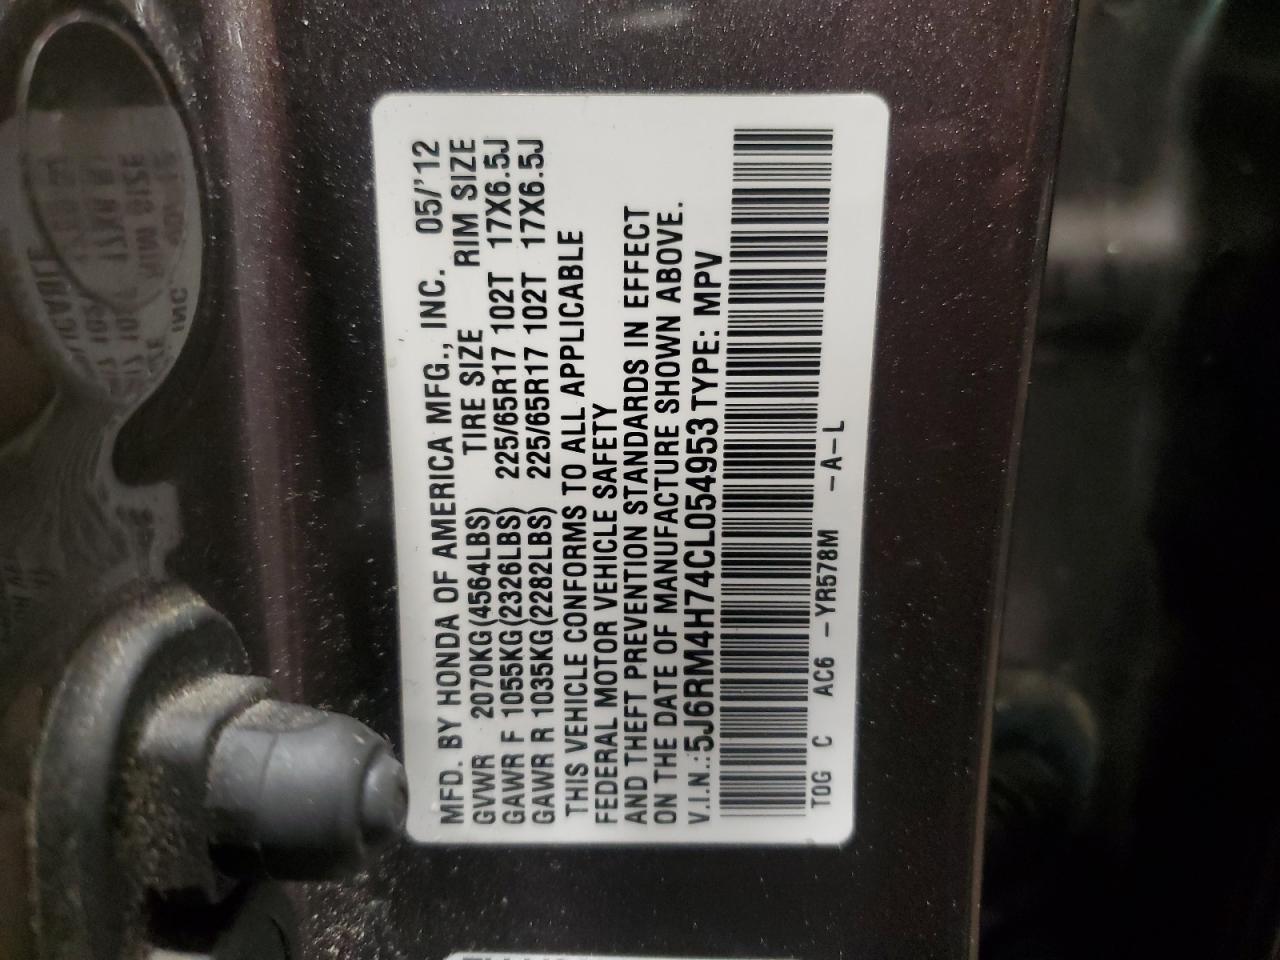 MFD. BY HONDA OF AMERICA MFG., INC. 05/'12
GVWR 2070KG(4564LBS) TIRE SIZE RIM SIZE
GAWR F 1055KG(2326LBS) 225/65R17 102T 17X6.5J
GAWR R 1035KG(2282LBS) 225/65R17 102T 17X6.5J
THIS VEHICLE CONFORMS TO ALL APPLICABLE
FEDERAL MOTOR VEHICLE SAFETY
AND THEFT PREVENTION STANDARDS IN EFFECT
ON THE DATE OF MANUFACTURE SHOWN ABOVE.
V.I.N.:5J6RM4H74CL054953 TYPE: MPV
TOG C AC6 -YR578M -A-L